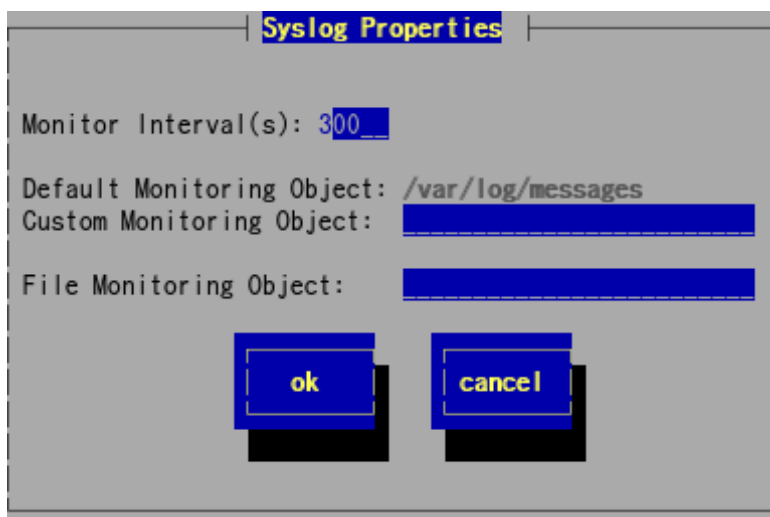 Syslog Properties
Monitor Interval(s): 300__
Default Monitoring Object: /var/log/messages
Custom Monitoring Object:
File Monitoring Object:
ok cancel